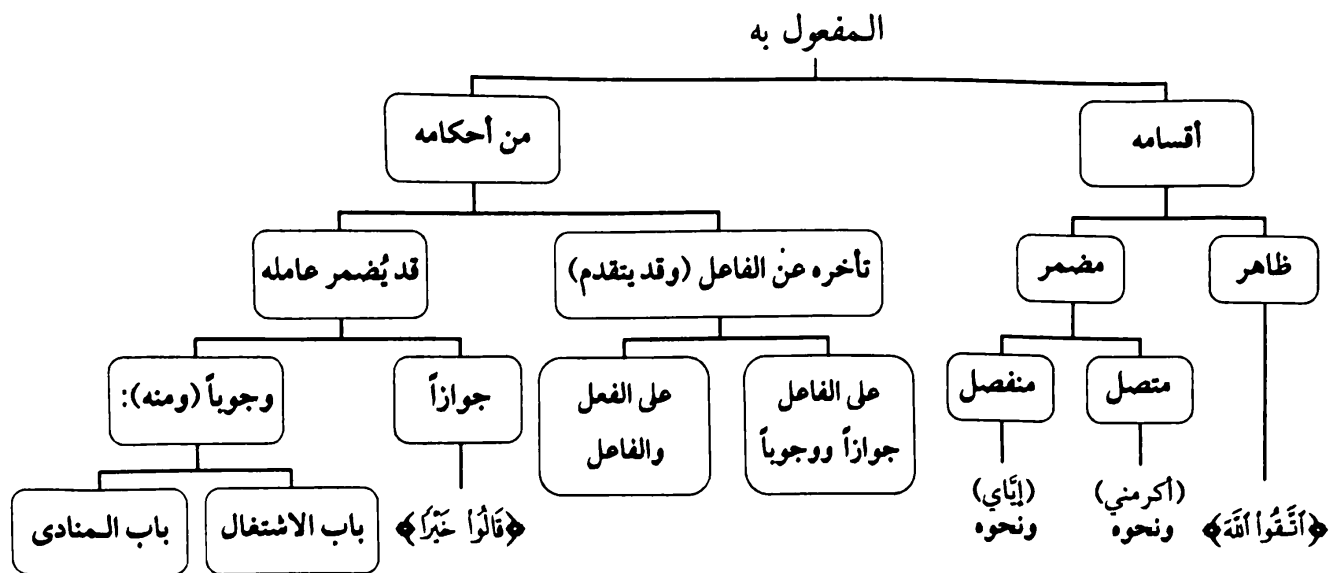 المفعول به
أقسامه
من أحكامه
ظاهر
مضمر
تأخره عن الفاعل (وقد يتقدم)
قد يُضمر عامله
متصل
منفصل
على الفاعل
جوازاً ووجوباً
على الفعل
والفاعل
جوازاً
وجوباً (ومنه):
﴿ٱتَّقُواْ ٱللَّهَ﴾
(أكرمني)
ونحوه
(إيَّاي)
ونحوه
﴿قَالُواْ خَيْرٗا﴾
باب الاشتغال
باب المنادى